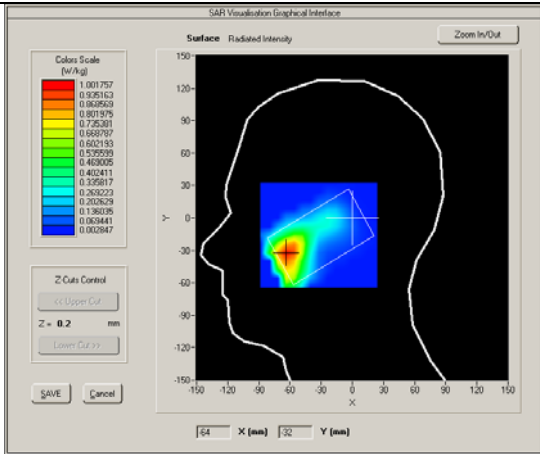 SAR Visualisation Graphical Interface
Surface Radiated Intensity
Zoom In/Out
Colors Scale
(W/kg)
1.001757
0.935163
0.868569
0.801975
0.735381
0.668787
0.602193
0.535599
0.469005
0.402411
0.335817
0.269223
0.202629
0.136035
0.069441
0.002847
150
120
90
60
30
0
-30
-60
-90
-120
-150
Y
-150 -120 -90 -60 -30 0 30 60 90 120 150
X
Z-Cuts Control
<< Upper Cut
Z = 0.2 mm
Lower Cut >>
SAVE Cancel
-64 X (mm) -32 Y (mm)